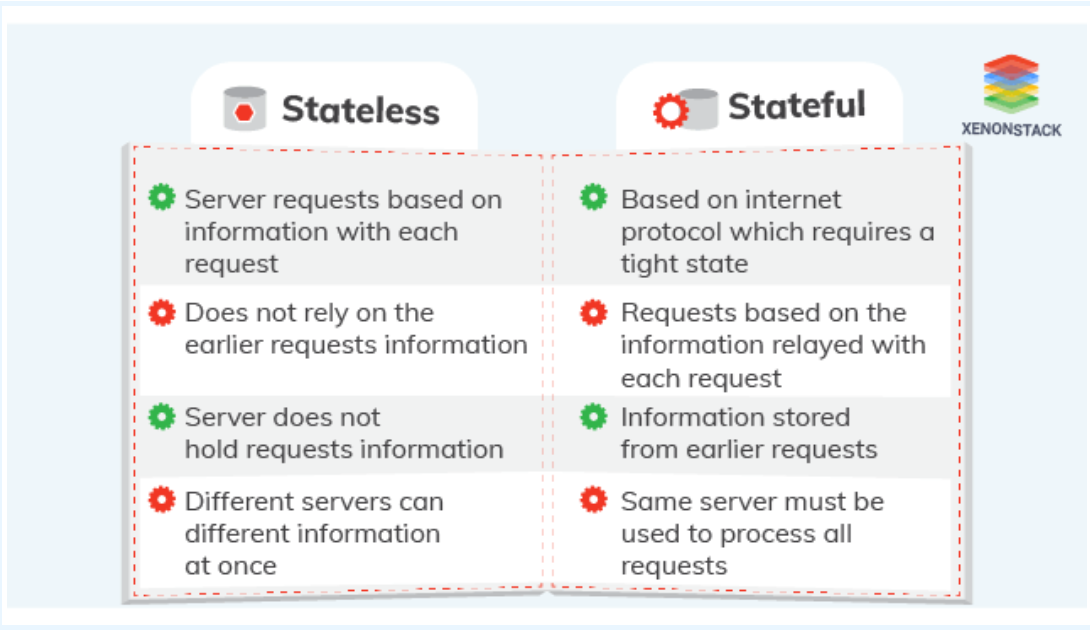 Stateless
Stateful
XENONSTACK
Server requests based on
information with each
request
Does not rely on the
earlier requests information
Server does not
hold requests information
Different servers can
different information
at once
Based on internet
protocol which requires a
tight state
Requests based on the
information relayed with
each request
Information stored
from earlier requests
Same server must be
used to process all
requests